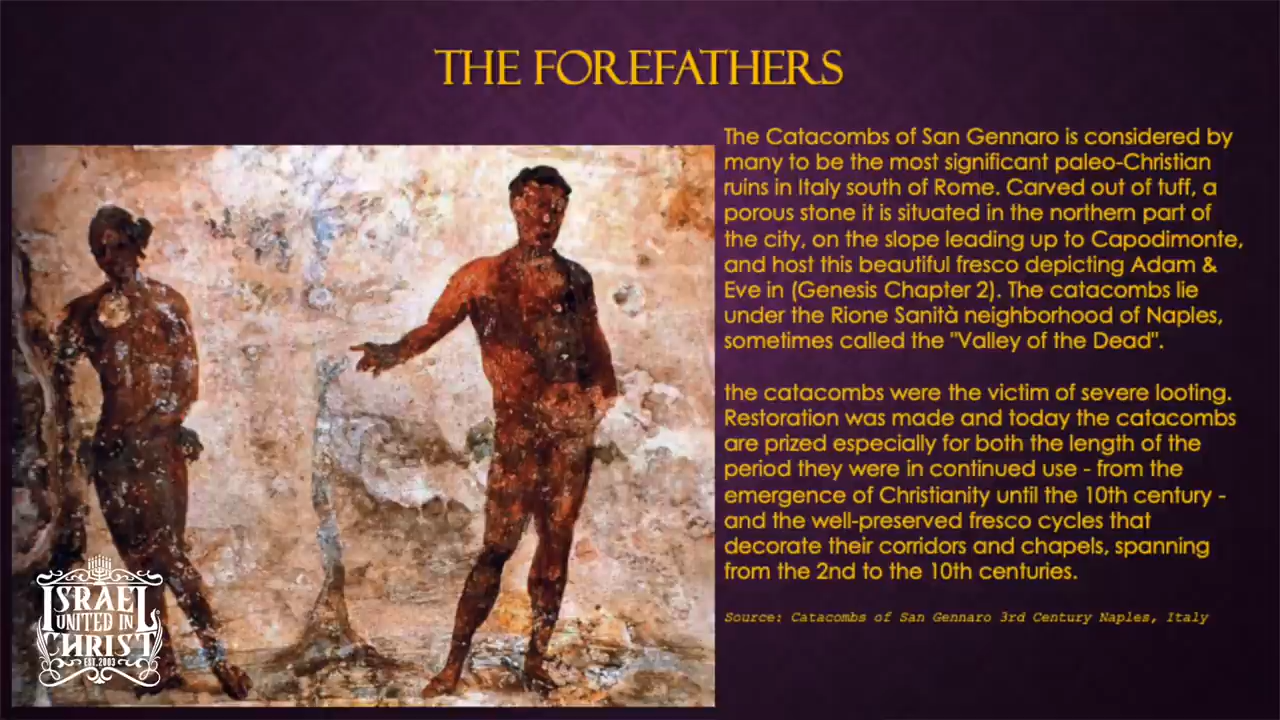 THE FOREFATHERS
The Catacombs of San Gennaro is considered by
many to be the most significant paleo-Christian
ruins in Italy south of Rome. Carved out of tuff, a
porous stone it is situated in the northern part of
the city, on the slope leading up to Capodimonte,
and host this beautiful fresco depicting Adam &
Eve in (Genesis Chapter 2). The catacombs lie
under the Rione Sanità neighborhood of Naples,
sometimes called the "Valley of the Dead".
the catacombs were the victim of severe looting.
Restoration was made and today the catacombs
are prized especially for both the length of the
period they were in continued use - from the
emergence of Christianity until the 10th century -
and the well-preserved fresco cycles that
decorate their corridors and chapels, spanning
from the 2nd to the 10th centuries.
Source: Catacombs of San Gennaro 3rd Century Naples, Italy
ISRAEL
UNITED IN
CHRIST
EST. 2003